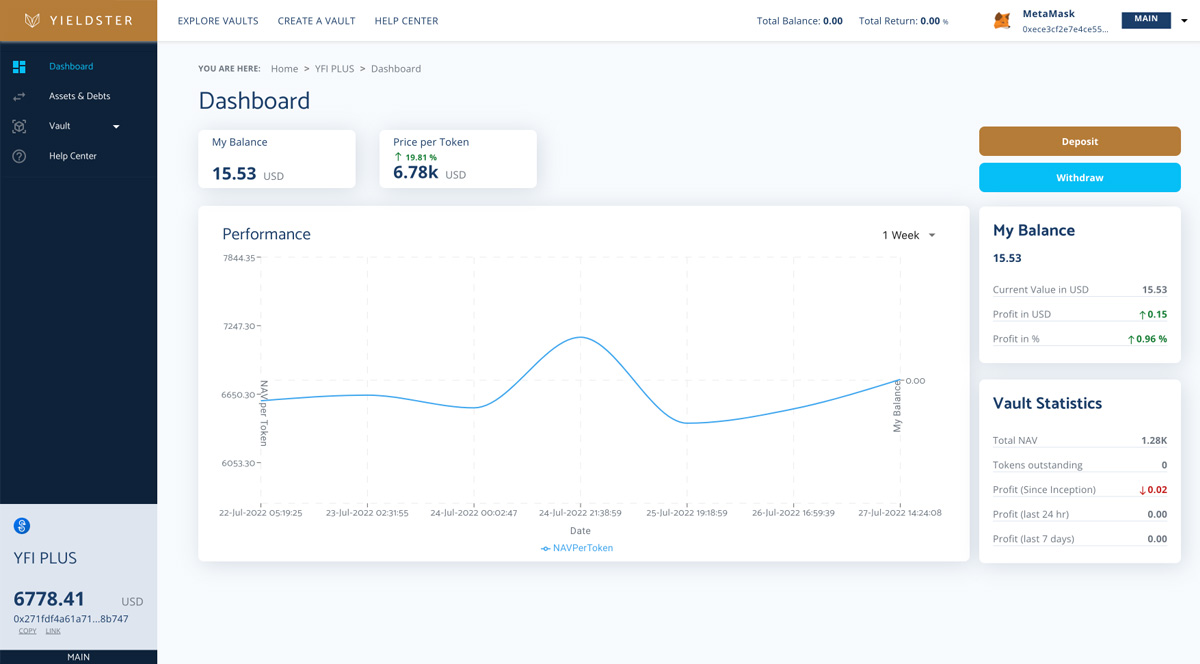 YIELDSTER
EXPLORE VAULTS CREATE A VAULT HELP CENTER
Total Balance: 0.00 Total Return: 0.00 %
MetaMask
0xece3cf2e7e4ce55...
MAIN
Dashboard
Assets & Debts
Vault
Help Center
YOU ARE HERE: Home > YFI PLUS > Dashboard
Dashboard
My Balance
15.53 USD
Price per Token
↑ 19.81 %
6.78k USD
Deposit
Withdraw
Performance
1 Week
7844.35
7247.30
6650.30
6053.30
NAV per Token
0.00
My Balance
22-Jul-2022 05:19:25 23-Jul-2022 02:31:55 24-Jul-2022 00:02:47 24-Jul-2022 21:38:59 25-Jul-2022 19:18:59 26-Jul-2022 16:59:39 27-Jul-2022 14:24:08
Date
NAVPerToken
My Balance
15.53
Current Value in USD 15.53
Profit in USD ↑0.15
Profit in % ↑0.96 %
Vault Statistics
Total NAV 1.28K
Tokens outstanding 0
Profit (Since Inception) ↓0.02
Profit (last 24 hr) 0.00
Profit (last 7 days) 0.00
YFI PLUS
6778.41 USD
0x271fdf4a61a71...8b747
COPY LINK
MAIN